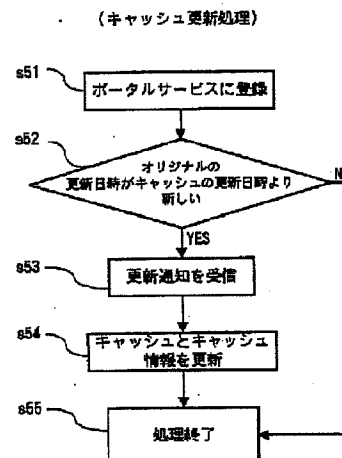 (キャッシュ更新処理)
s51
ポータルサービスに登録
s52
オリジナルの
更新日時がキャッシュの更新日時より
新しい
N
YES
s53
更新通知を受信
s54
キャッシュとキャッシュ
情報を更新
s55
処理終了